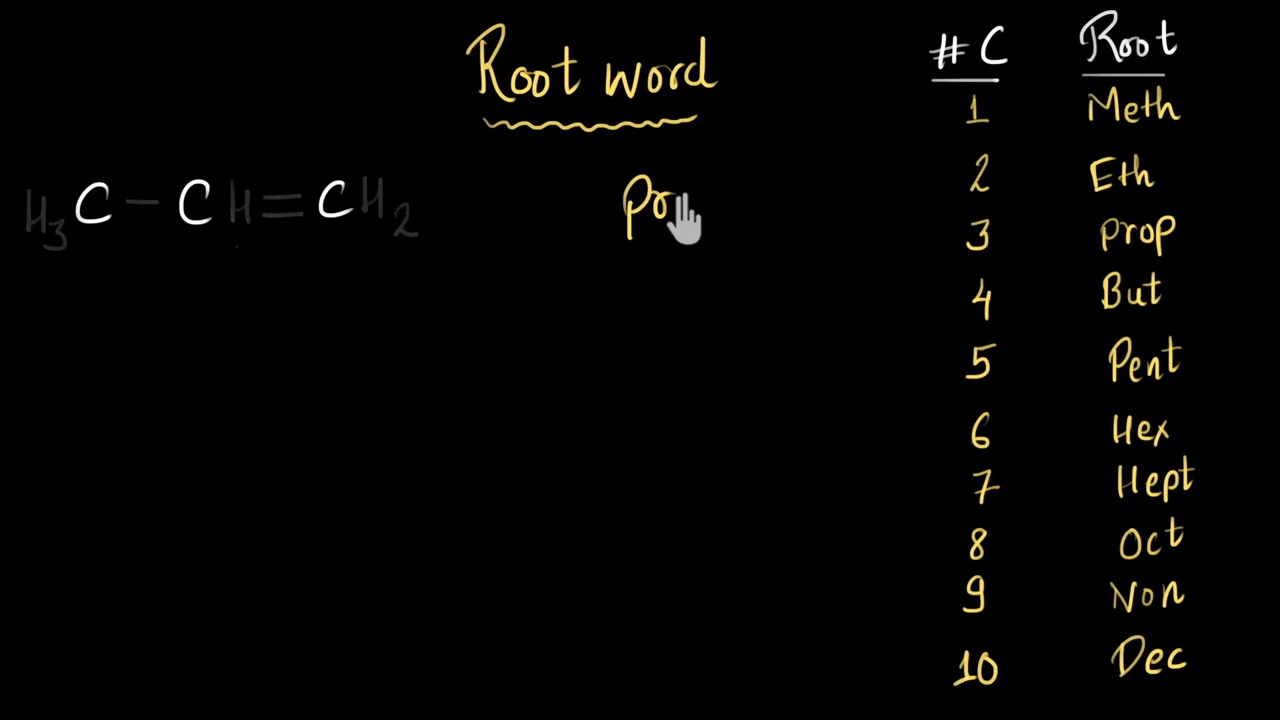 Root word
H3C-CH=CH2
Pr
#C Root
1 Meth
2 Eth
3 Prop
4 But
5 Pent
6 Hex
7 Hept
8 Oct
9 Non
10 Dec